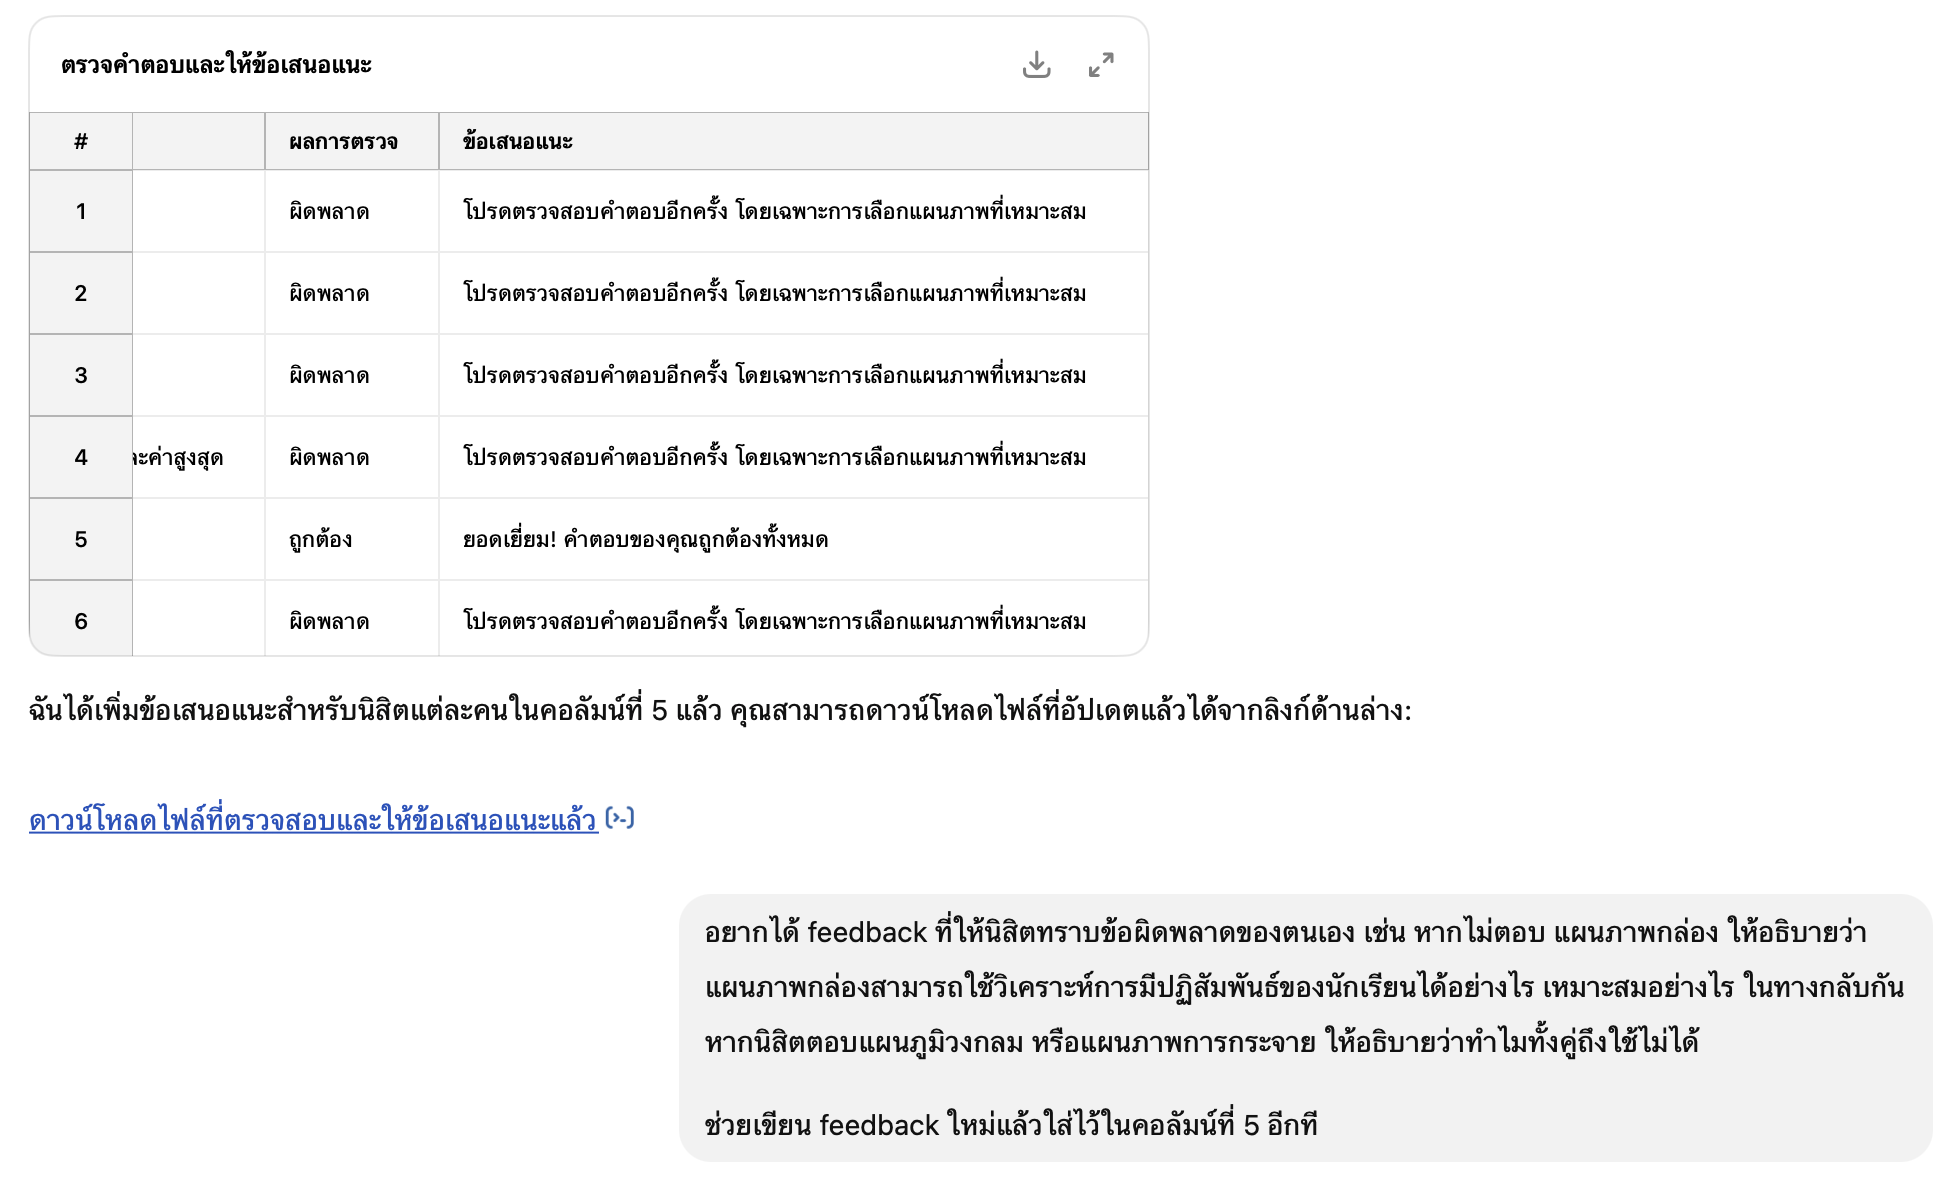 ตรวจคำตอบและให้ข้อเสนอแนะ
# ผลการตรวจ ข้อเสนอแนะ
1 ผิดพลาด โปรดตรวจสอบคำตอบอีกครั้ง โดยเฉพาะการเลือกแผนภาพที่เหมาะสม
2 ผิดพลาด โปรดตรวจสอบคำตอบอีกครั้ง โดยเฉพาะการเลือกแผนภาพที่เหมาะสม
3 ผิดพลาด โปรดตรวจสอบคำตอบอีกครั้ง โดยเฉพาะการเลือกแผนภาพที่เหมาะสม
4 ละค่าสูงสุด ผิดพลาด โปรดตรวจสอบคำตอบอีกครั้ง โดยเฉพาะการเลือกแผนภาพที่เหมาะสม
5 ถูกต้อง ยอดเยี่ยม! คำตอบของคุณถูกต้องทั้งหมด
6 ผิดพลาด โปรดตรวจสอบคำตอบอีกครั้ง โดยเฉพาะการเลือกแผนภาพที่เหมาะสม
ฉันได้เพิ่มข้อเสนอแนะสำหรับนิสิตแต่ละคนในคอลัมน์ที่ 5 แล้ว คุณสามารถดาวน์โหลดไฟล์ที่อัปเดตแล้วได้จากลิงก์ด้านล่าง:
ดาวน์โหลดไฟล์ที่ตรวจสอบและให้ข้อเสนอแนะแล้ว
อยากได้ feedback ที่ให้นิสิตทราบข้อผิดพลาดของตนเอง เช่น หากไม่ตอบ แผนภาพกล่อง ให้อธิบายว่า
แผนภาพกล่องสามารถใช้วิเคราะห์การมีปฏิสัมพันธ์ของนักเรียนได้อย่างไร เหมาะสมอย่างไร ในทางกลับกัน
หากนิสิตตอบแผนภูมิวงกลม หรือแผนภาพการกระจาย ให้อธิบายว่าทำไมทั้งคู่ถึงใช้ไม่ได้
ช่วยเขียน feedback ใหม่แล้วใส่ไว้ในคอลัมน์ที่ 5 อีกที